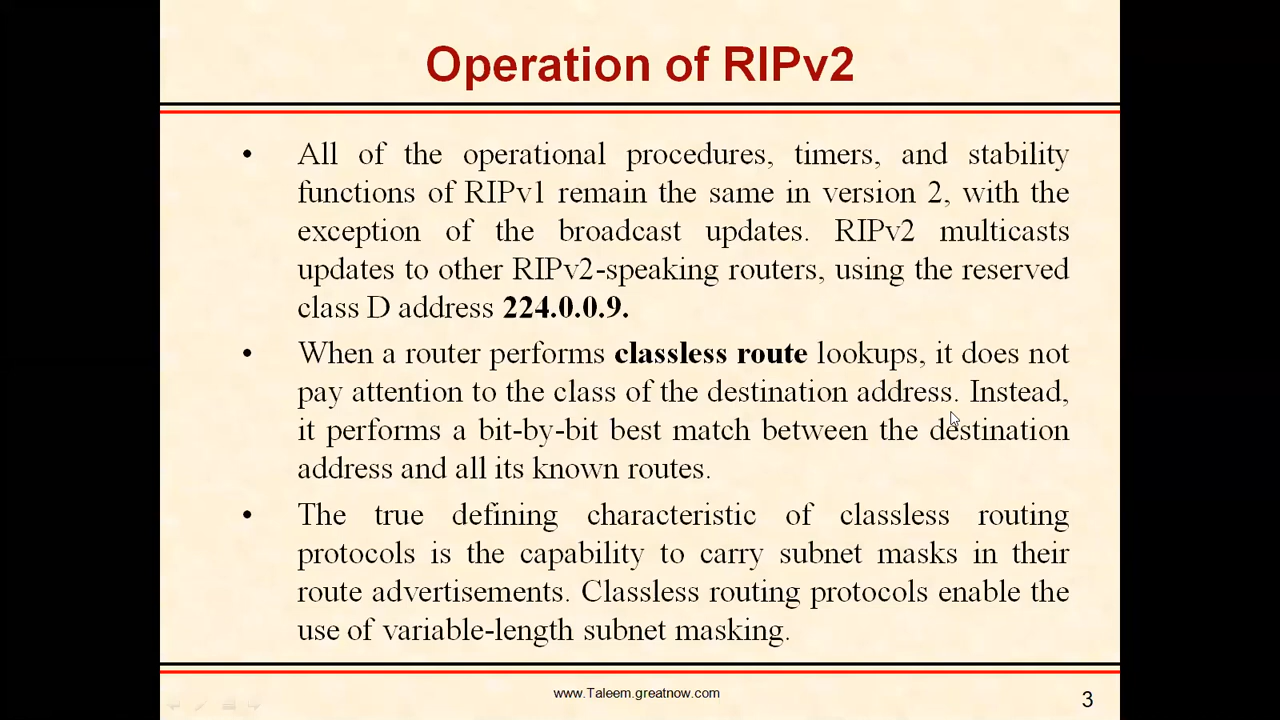 Operation of RIPv2
• All of the operational procedures, timers, and stability
functions of RIPv1 remain the same in version 2, with the
exception of the broadcast updates. RIPv2 multicasts
updates to other RIPv2-speaking routers, using the reserved
class D address 224.0.0.9.
• When a router performs classless route lookups, it does not
pay attention to the class of the destination address. Instead,
it performs a bit-by-bit best match between the destination
address and all its known routes.
• The true defining characteristic of classless routing
protocols is the capability to carry subnet masks in their
route advertisements. Classless routing protocols enable the
use of variable-length subnet masking.
www.Taleem.greatnow.com
3